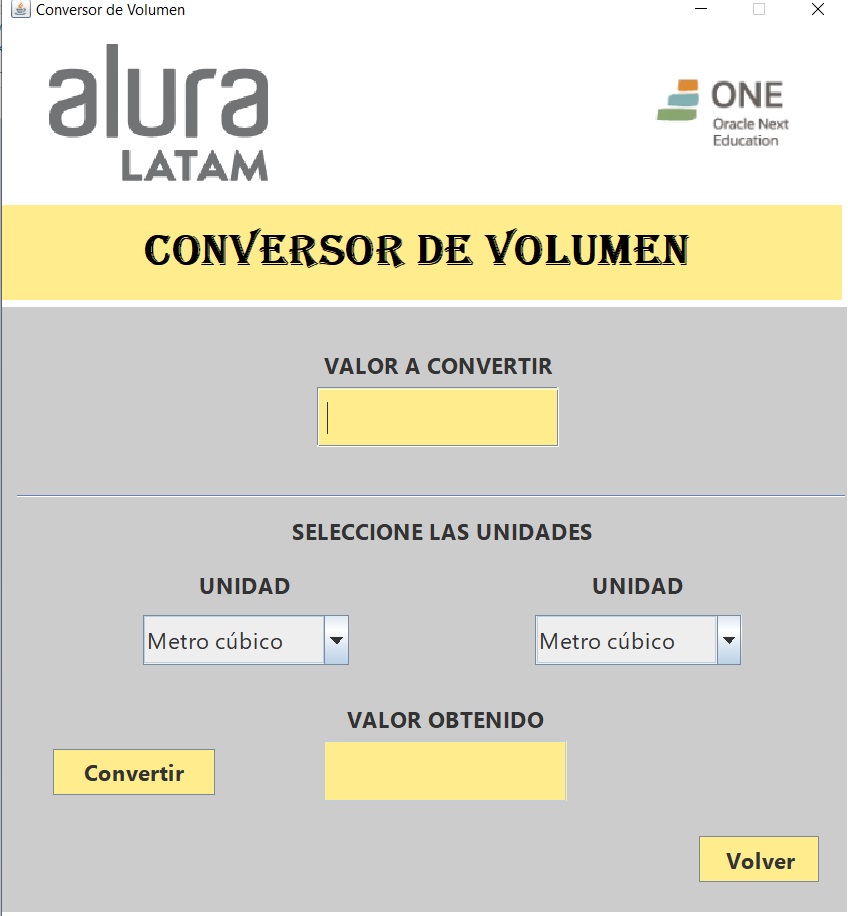 Conversor de Volumen
alura
LATAM
ONE
Oracle Next
Education
CONVERSOR DE VOLUMEN
VALOR A CONVERTIR
SELECCIONE LAS UNIDADES
UNIDAD
UNIDAD
Metro cúbico
Metro cúbico
VALOR OBTENIDO
Convertir
Volver